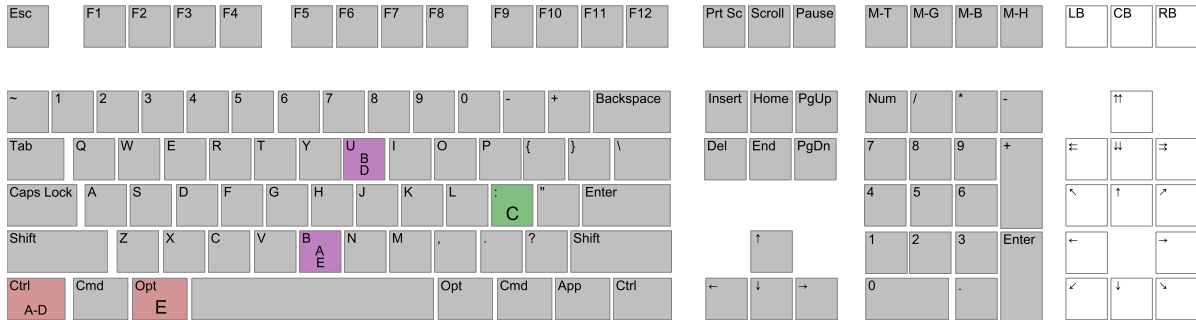 Esc F1 F2 F3 F4 F5 F6 F7 F8 F9 F10 F11 F12 Prt Sc Scroll Pause M-T M-G M-B M-H LB CB RB
~ 1 2 3 4 5 6 7 8 9 0 - + Backspace Insert Home PgUp Num / * - ⇈
Tab Q W E R T Y U I O P { } \ Del End PgDn 7 8 9 + ⇇ ⇊ ⇉
B
D
Caps Lock A S D F G H J K L : " Enter 4 5 6 ↖ ↑ ↗
C
Shift Z X C V B N M , . ? Shift ↑ 1 2 3 Enter ← →
A
E
Ctrl Cmd Opt Opt Cmd App Ctrl ← ↓ → 0 . ↙ ↓ ↘
A-D E